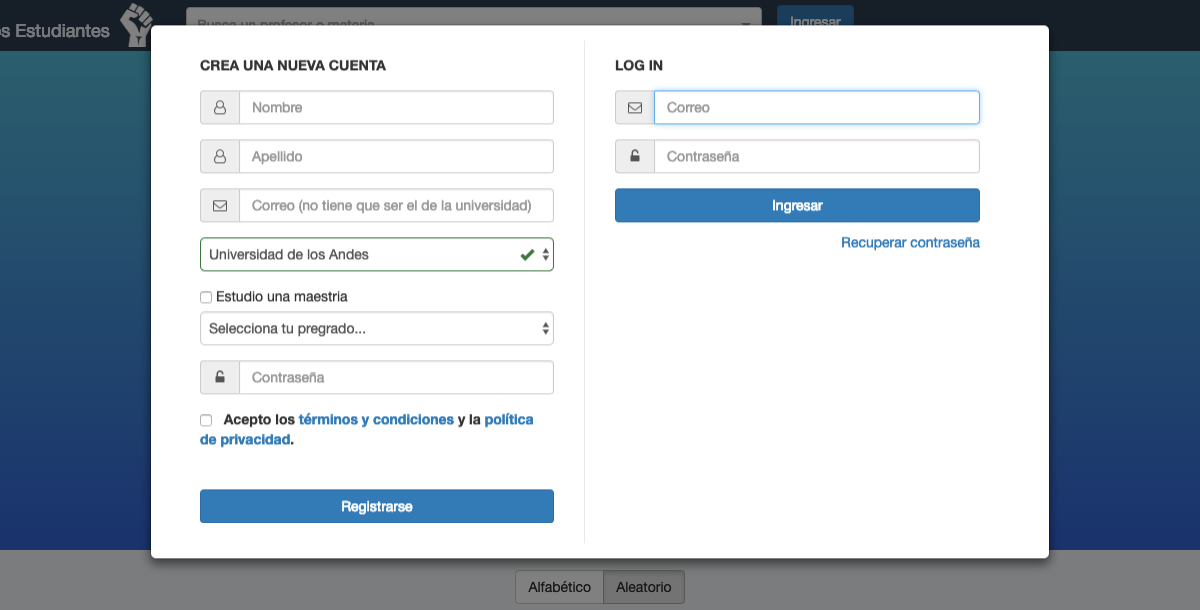 s Estudiantes
Busca un profesor o materia
Ingresar
CREA UNA NUEVA CUENTA
Nombre
Apellido
Correo (no tiene que ser el de la universidad)
Universidad de los Andes
Estudio una maestria
Selecciona tu pregrado...
Contraseña
Acepto los términos y condiciones y la política
de privacidad.
Registrarse
LOG IN
Correo
Contraseña
Ingresar
Recuperar contraseña
Alfabético
Aleatorio